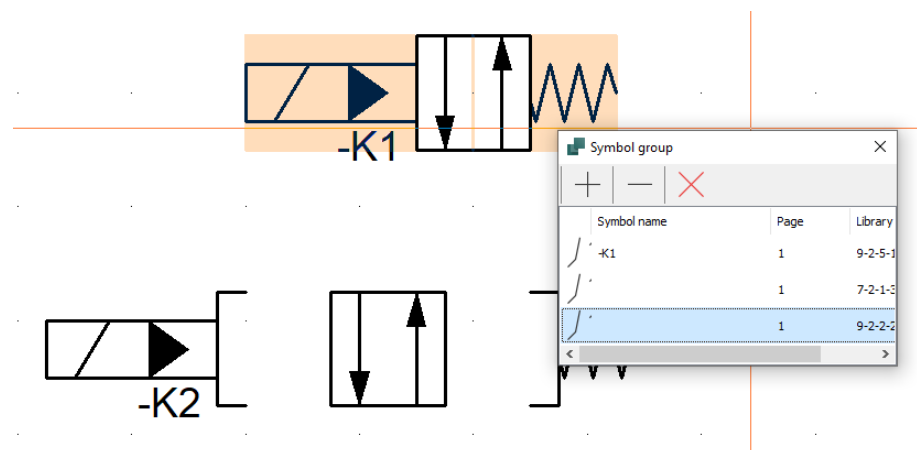 -K1
Symbol group
Symbol name Page Library
-K1 1 9-2-5-1
1 7-2-1-3
1 9-2-2-2
-K2